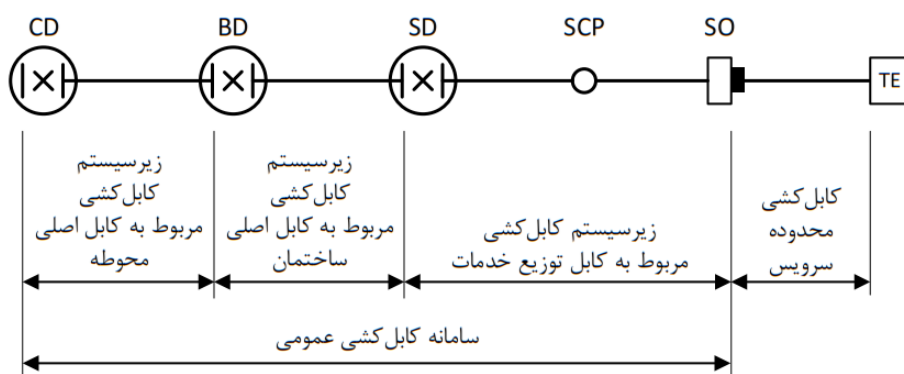 CD
BD
SD
SCP
SO
TE
زیرسیستم
کابل‌کشی
مربوط به کابل اصلی
محوطه
زیرسیستم
کابل‌کشی
مربوط به کابل اصلی
ساختمان
زیرسیستم کابل‌کشی
مربوط به کابل توزیع خدمات
کابل‌کشی
محدوده
سرویس
سامانه کابل‌کشی عمومی